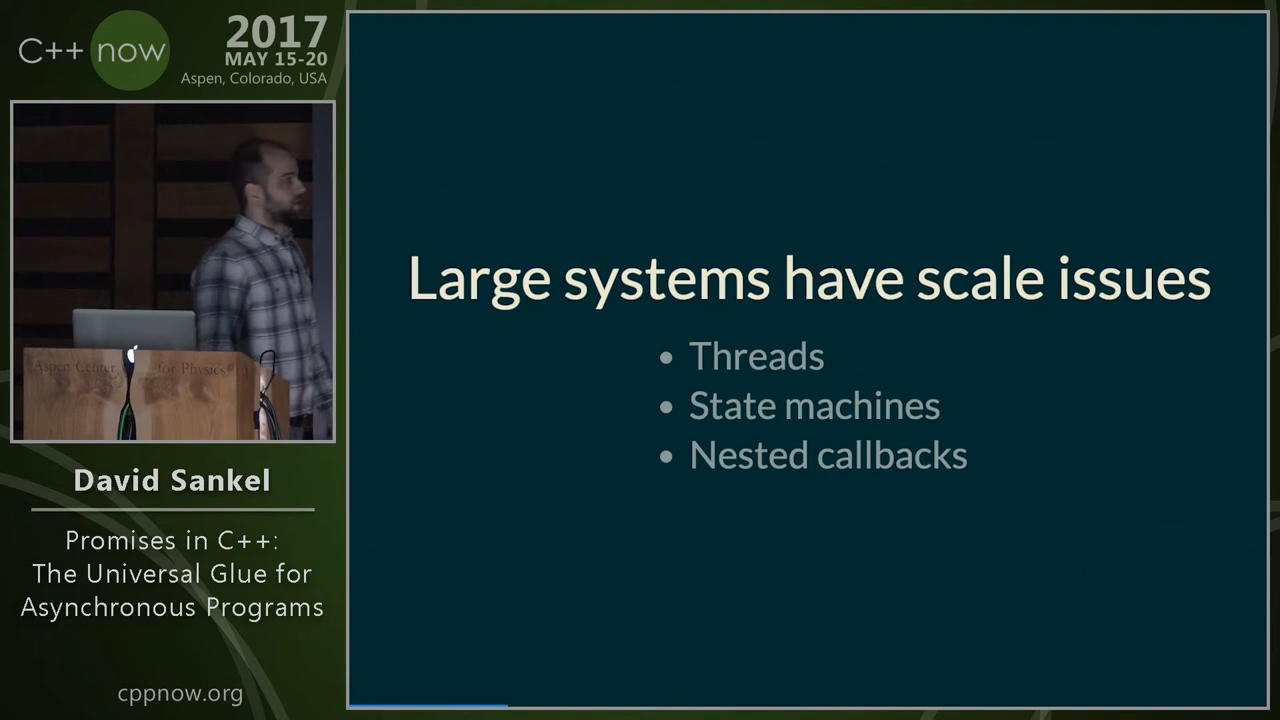 C++ now
2017
MAY 15-20
Aspen, Colorado, USA
Aspen Center for Physics
David Sankel
Promises in C++:
The Universal Glue for
Asynchronous Programs
cppnow.org
Large systems have scale issues
• Threads
• State machines
• Nested callbacks